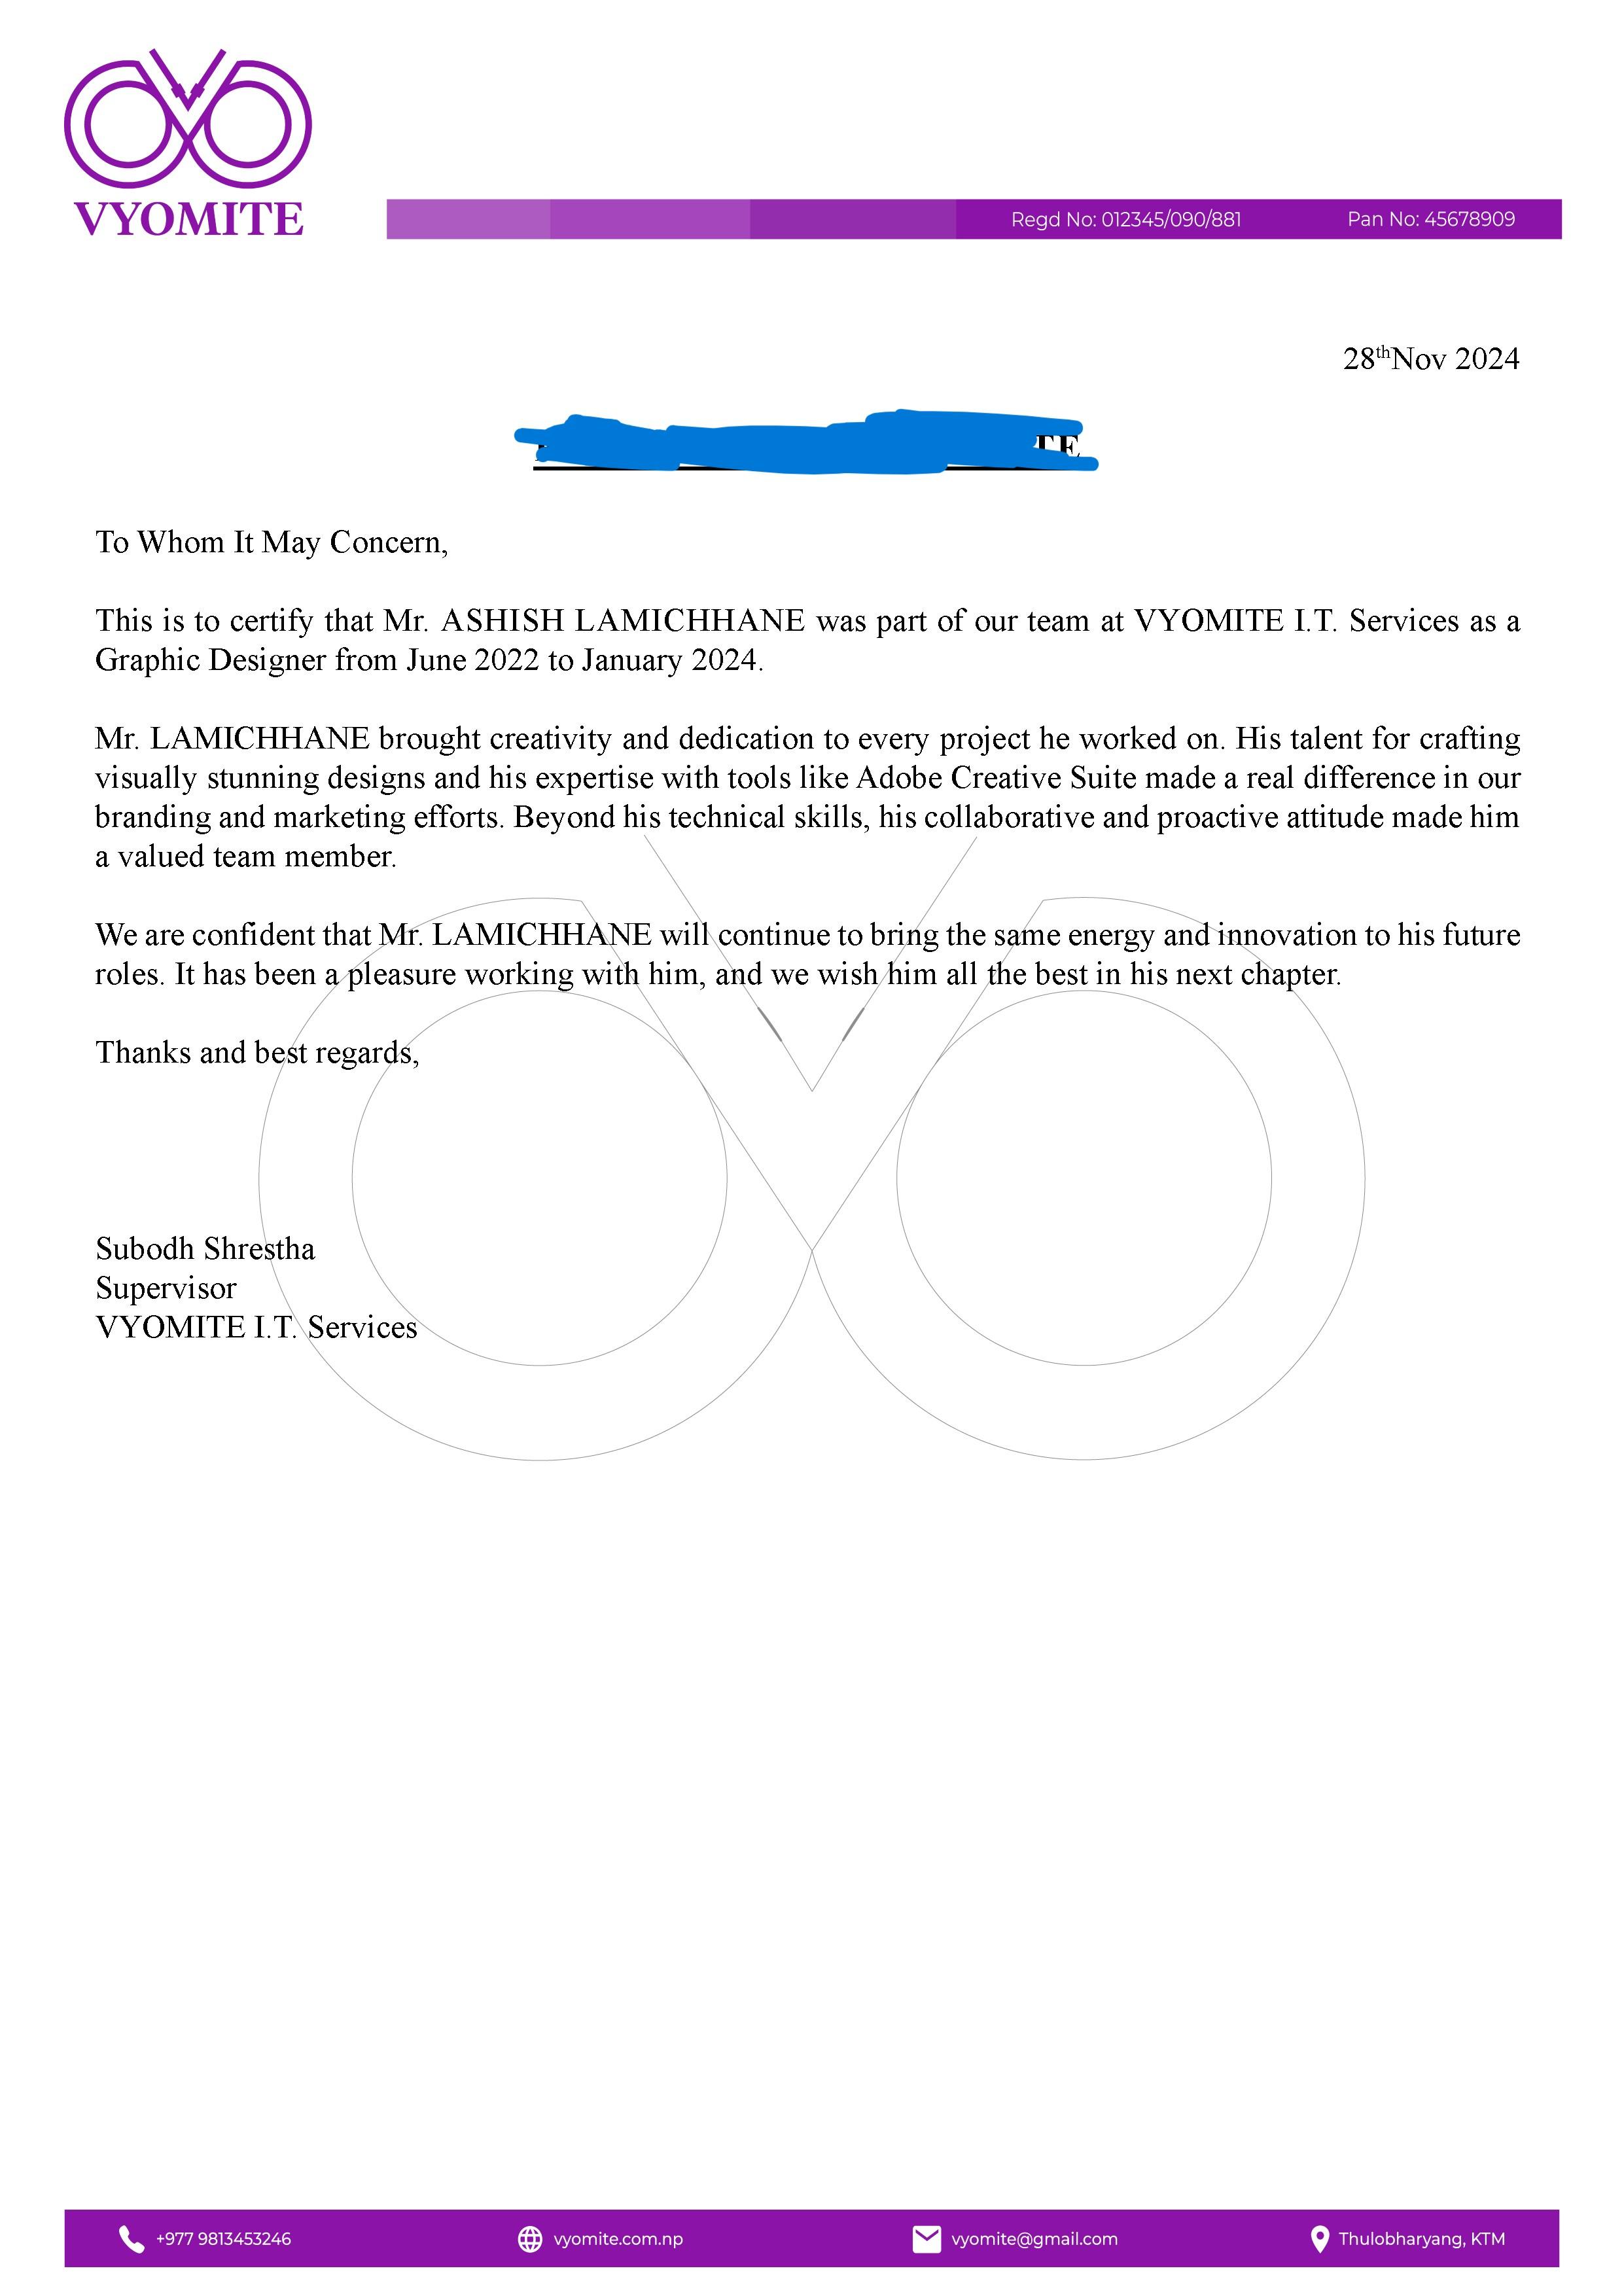 VYOMITE
Regd No: 012345/090/881 Pan No: 45678909
28thNov 2024
To Whom It May Concern,
This is to certify that Mr. ASHISH LAMICHHANE was part of our team at VYOMITE I.T. Services as a
Graphic Designer from June 2022 to January 2024.
Mr. LAMICHHANE brought creativity and dedication to every project he worked on. His talent for crafting
visually stunning designs and his expertise with tools like Adobe Creative Suite made a real difference in our
branding and marketing efforts. Beyond his technical skills, his collaborative and proactive attitude made him
a valued team member.
We are confident that Mr. LAMICHHANE will continue to bring the same energy and innovation to his future
roles. It has been a pleasure working with him, and we wish him all the best in his next chapter.
Thanks and best regards,
Subodh Shrestha
Supervisor
VYOMITE I.T. Services
+977 9813453246 vyomite.com.np vyomite@gmail.com Thulobharyang, KTM